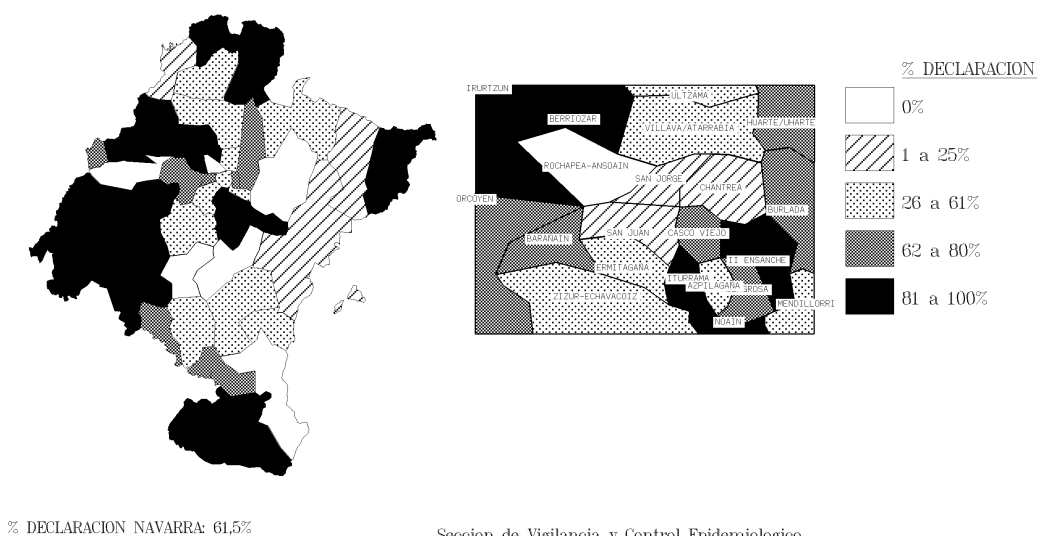 % DECLARACION
0%
1 a 25%
26 a 61%
62 a 80%
81 a 100%
IRURTZUN
ULTZAMA
BERRIOZAR
VILLAVA/ATARRABIA
HUARTE/UHARTE
ROCHAPEA-ANSOAIN
SAN JORGE
CHANTREA
ORCOYEN
BURLADA
BARAÑAIN
SAN JUAN
CASCO VIEJO
II ENSANCHE
ERMITAGAÑA
ITURRAMA
AZPILAGAÑA
ZIZUR-ECHAVACOIZ
MENDILLORRI
NOAIN
% DECLARACION NAVARRA: 61,5%
Seccion de Vigilancia y Control Epidemiologico